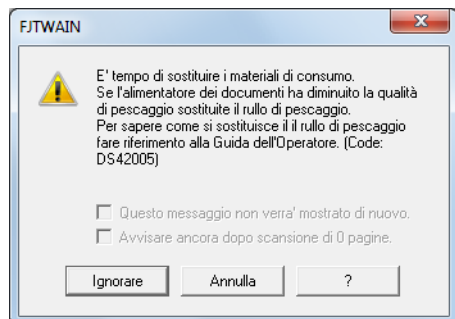 FJTWAIN
E' tempo di sostituire i materiali di consumo.
Se l'alimentatore dei documenti ha diminuito la qualità
di pescaggio sostituite il rullo di pescaggio.
Per sapere come si sostituisce il il rullo di pescaggio
fare riferimento alla Guida dell'Operatore. (Code:
DS42005)
Questo messaggio non verra' mostrato di nuovo.
Avvisare ancora dopo scansione di 0 pagine.
Ignorare Annulla ?